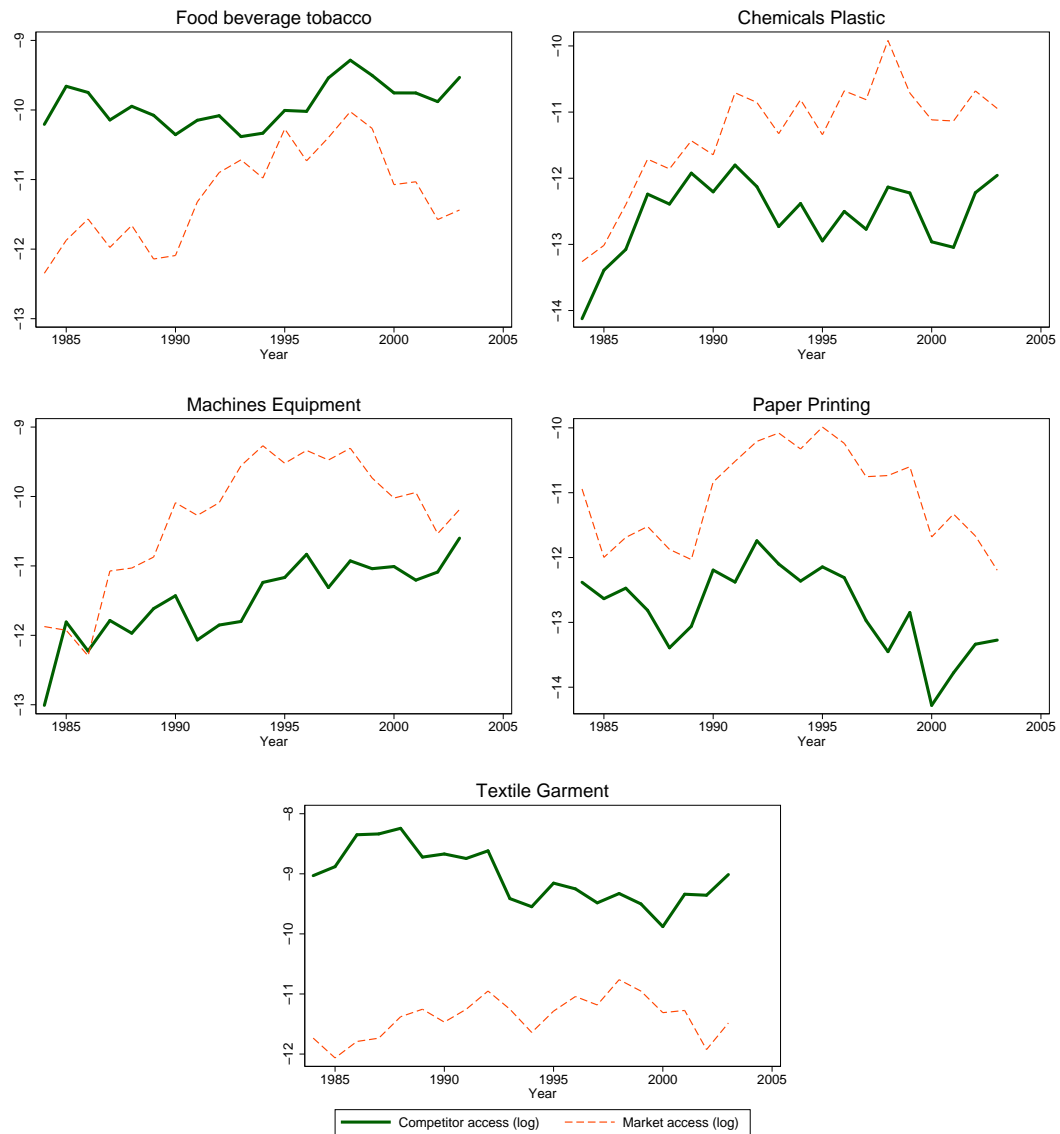 Food beverage tobacco
-9
-10
-11
-12
-13
1985 1990 1995 2000 2005
Year
Chemicals Plastic
-10
-11
-12
-13
-14
1985 1990 1995 2000 2005
Year
Machines Equipment
-9
-10
-11
-12
-13
1985 1990 1995 2000 2005
Year
Paper Printing
-10
-11
-12
-13
-14
1985 1990 1995 2000 2005
Year
Textile Garment
-8
-9
-10
-11
-12
1985 1990 1995 2000 2005
Year
Competitor access (log) Market access (log)